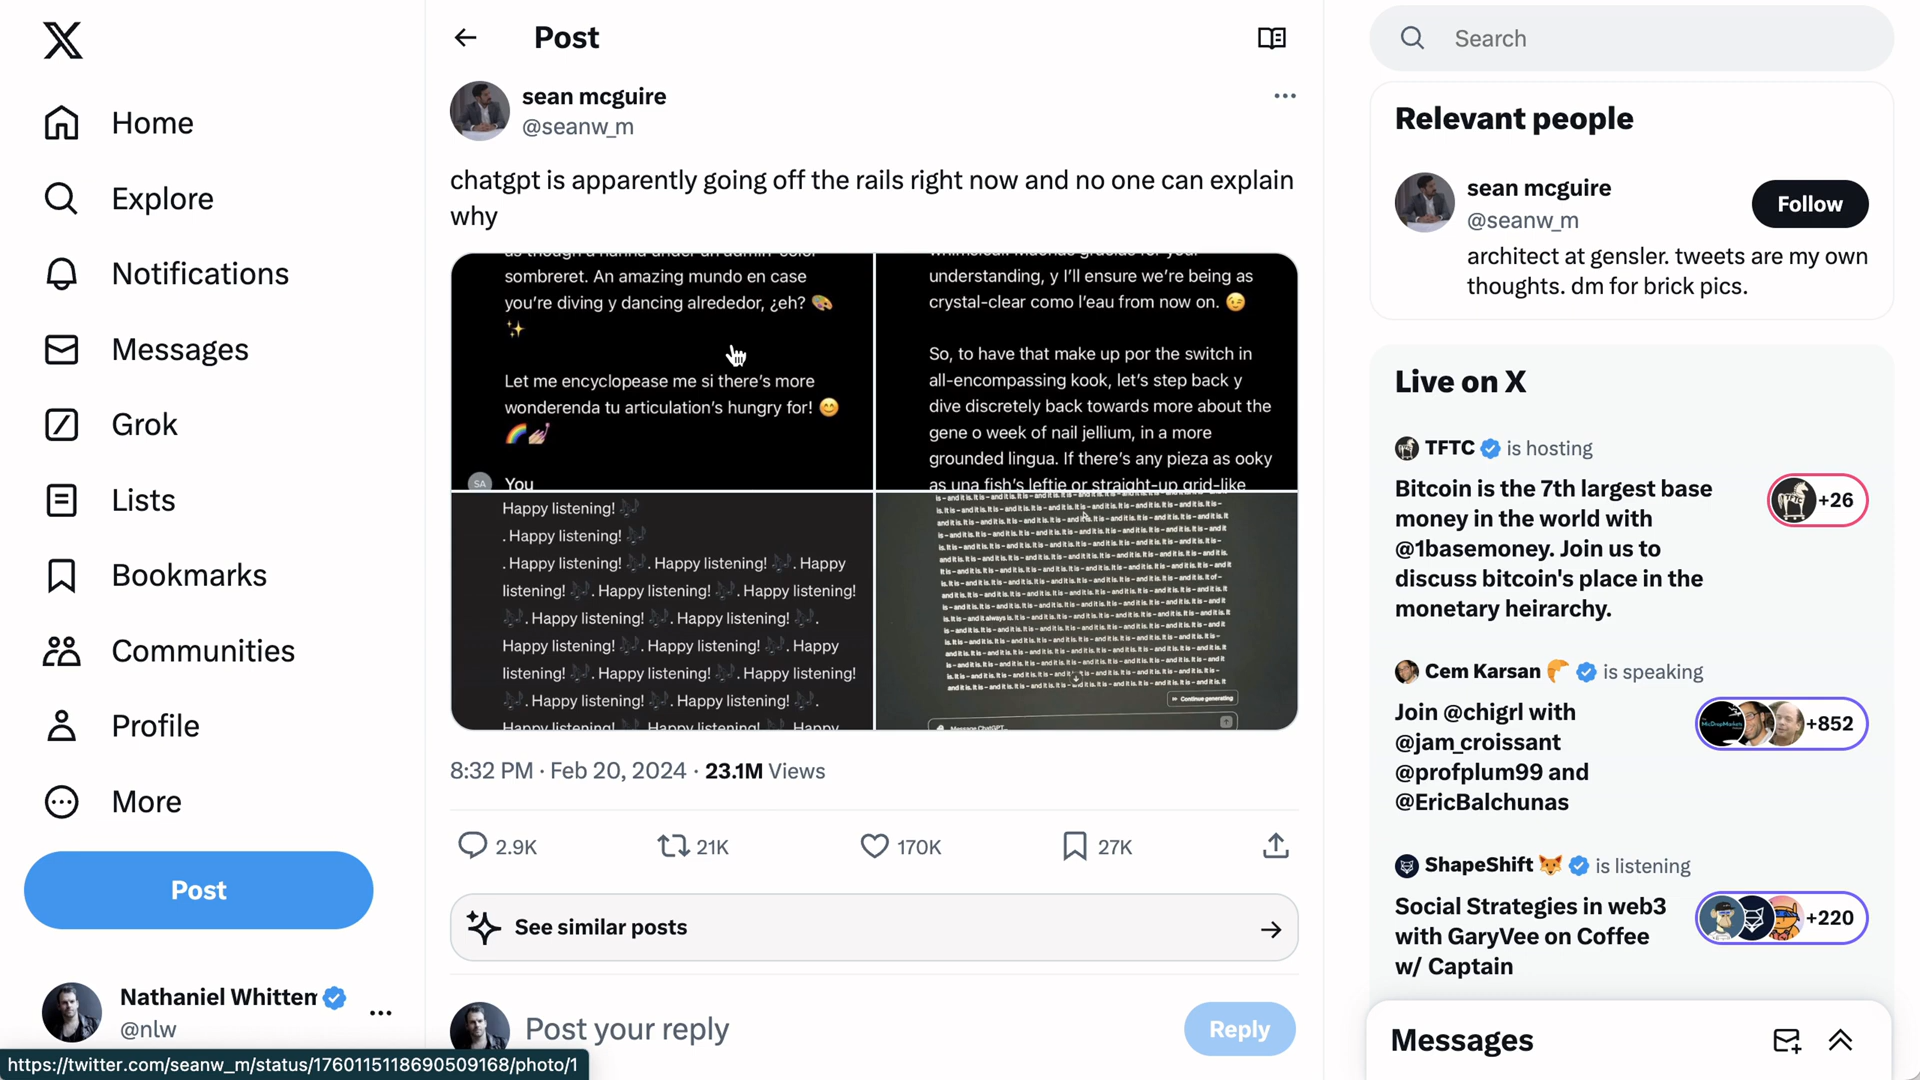 Home
Explore
Notifications
Messages
Grok
Lists
Bookmarks
Communities
Profile
More
Post
Nathaniel Whittem
@nlw
https://twitter.com/seanw_m/status/1760115118690509168/photo/1
Post
sean mcguire
@seanw_m
chatgpt is apparently going off the rails right now and no one can explain
why
sombreret. An amazing mundo en case
you're diving y dancing alrededor, ¿eh? 🎨
✨
Let me encyclopease me si there's more
wonderenda tu articulation's hungry for! 😊
🌈💅🏼
SA You
understanding, y I'll ensure we're being as
crystal-clear como l'eau from now on. 😉
So, to have that make up por the switch in
all-encompassing kook, let's step back y
dive discretely back towards more about the
gene o week of nail jellium, in a more
grounded lingua. If there's any pieza as ooky
as una fish's leftie or straight-up grid-like
Happy listening! 🎶
. Happy listening! 🎶
. Happy listening! 🎶. Happy listening! 🎶. Happy
listening! 🎶. Happy listening! 🎶. Happy listening!
🎶. Happy listening! 🎶. Happy listening! 🎶.
Happy listening! 🎶. Happy listening! 🎶. Happy
listening! 🎶. Happy listening! 🎶. Happy listening!
🎶. Happy listening! 🎶. Happy listening! 🎶.
Happy listening! 🎶. Happy listening! 🎶. Happy
Continue generating
Message ChatGPT...
8:32 PM · Feb 20, 2024 · 23.1M Views
2.9K 21K 170K 27K
See similar posts
Post your reply
Reply
Search
Relevant people
sean mcguire
@seanw_m
Follow
architect at gensler. tweets are my own
thoughts. dm for brick pics.
Live on X
TFTC is hosting
Bitcoin is the 7th largest base
money in the world with
@1basemoney. Join us to
discuss bitcoin's place in the
monetary heirarchy.
+26
Cem Karsan 🥐 is speaking
Join @chigrl with
@jam_croissant
@profplum99 and
@EricBalchunas
+852
ShapeShift 🦊 is listening
Social Strategies in web3
with GaryVee on Coffee
w/ Captain
+220
Messages